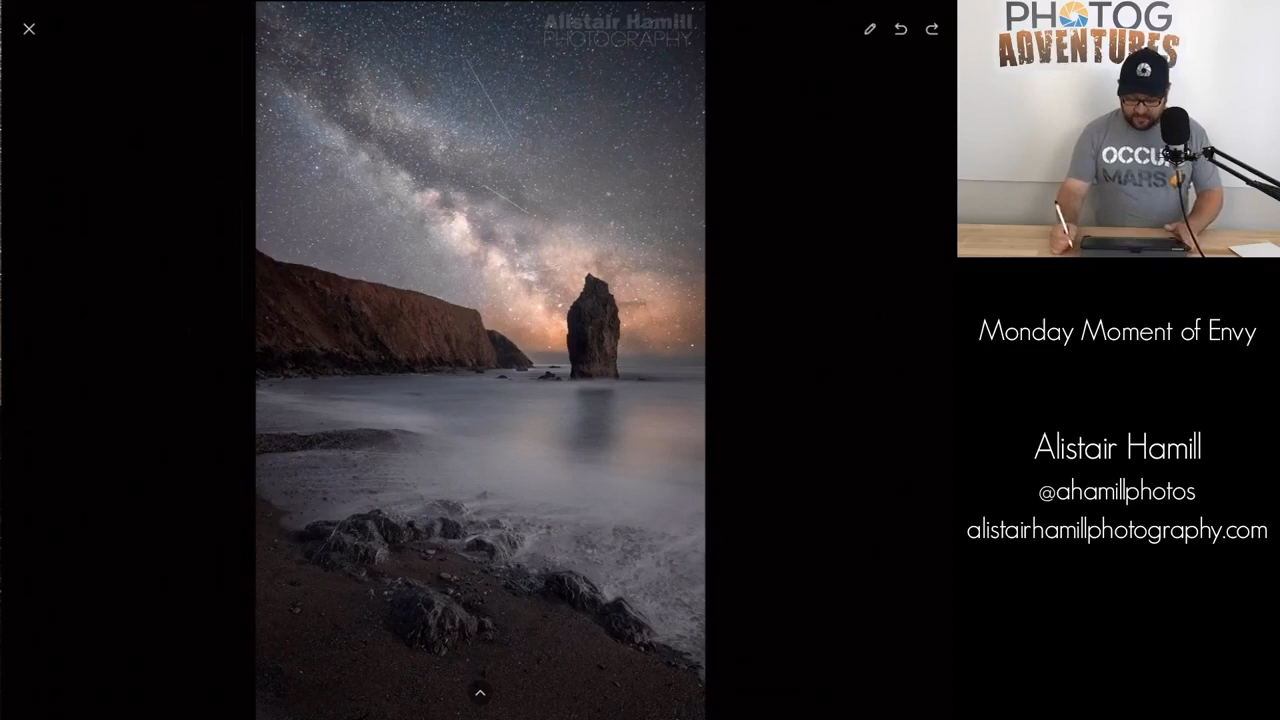 Alistair Hamill
PHOTOGRAPHY
PHOTOG
ADVENTURES
OCCU
MARS
Monday Moment of Envy
Alistair Hamill
@ahamillphotos
alistairhamillphotography.com